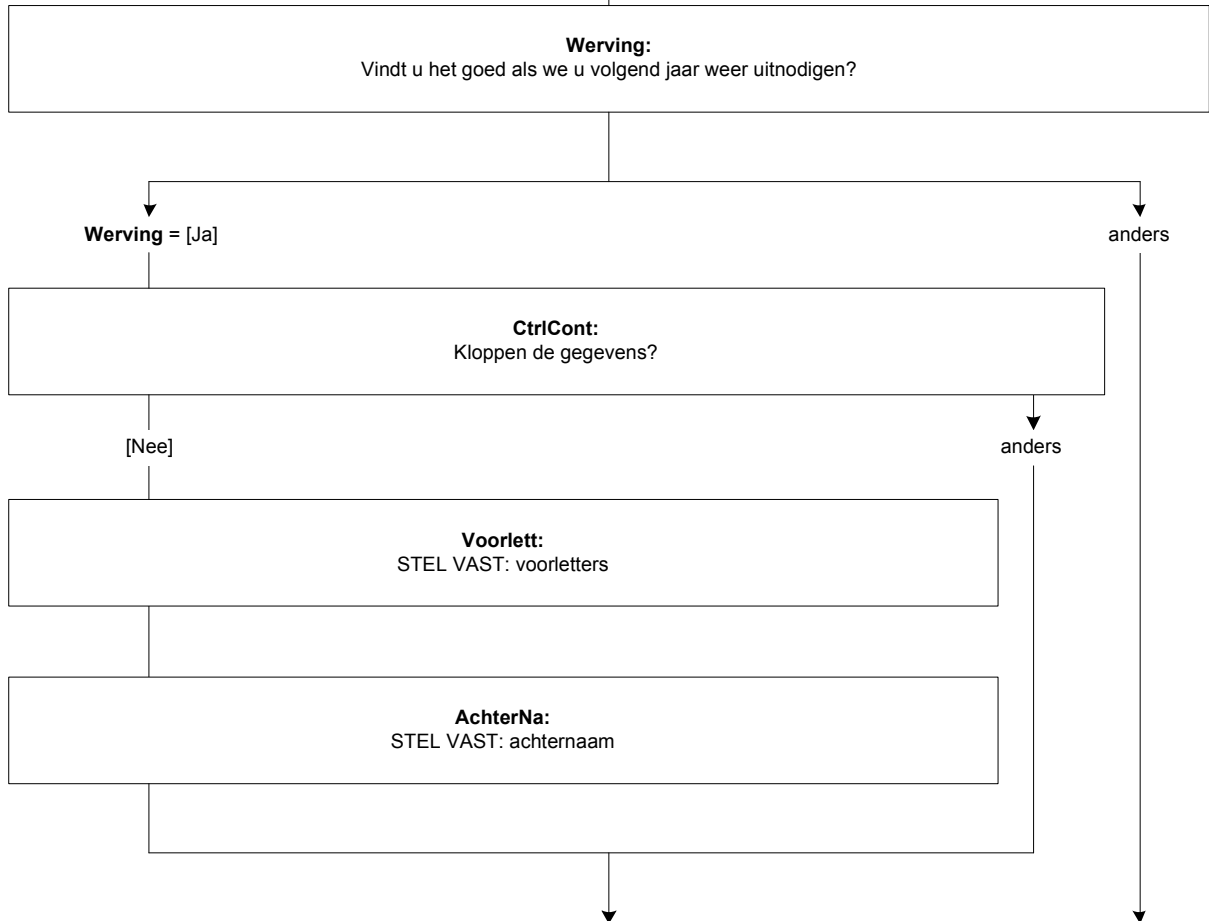 Werving:
Vindt u het goed als we u volgend jaar weer uitnodigen?
Werving = [Ja]
anders
CtrlCont:
Kloppen de gegevens?
[Nee]
anders
Voorlett:
STEL VAST: voorletters
AchterNa:
STEL VAST: achternaam